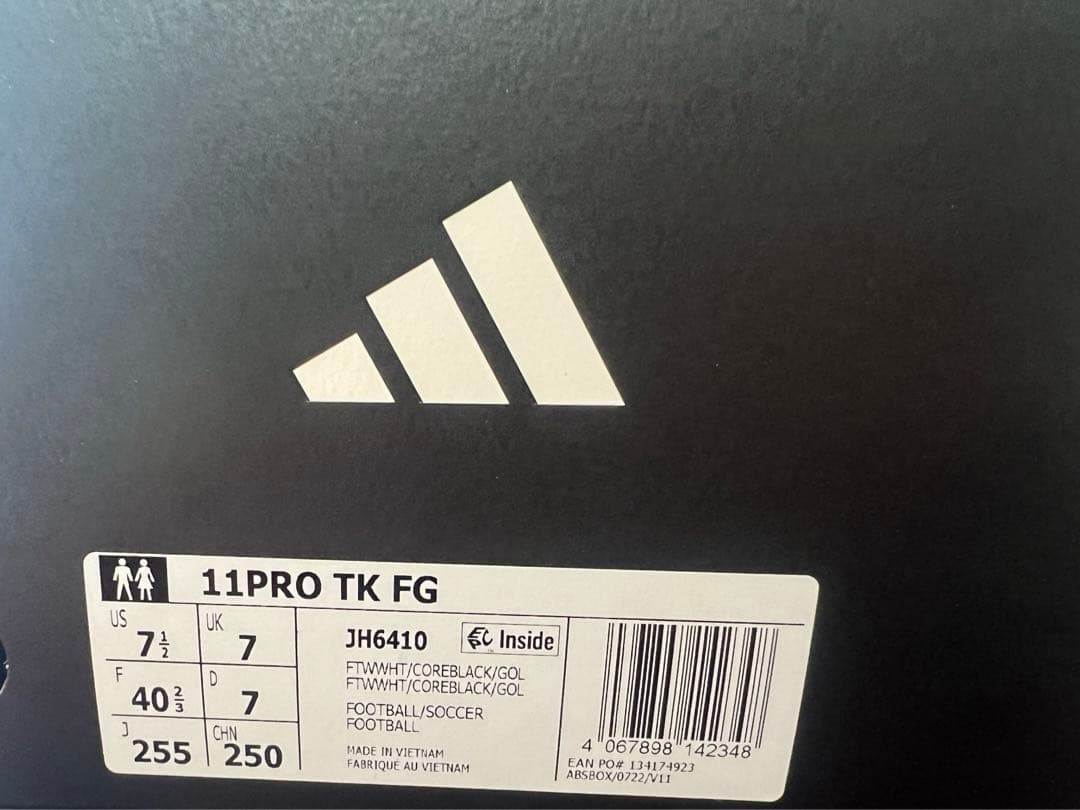 11PRO TK FG
US 7½ UK 7
F 40⅔ D 7
J 255 CHN 250
JH6410 Inside
FTWWHT/COREBLACK/GOL
FTWWHT/COREBLACK/GOL
FOOTBALL/SOCCER
FOOTBALL
MADE IN VIETNAM
FABRIQUÉ AU VIETNAM
4 067898 142348
EAN PO# 134174923
ABSBOX/0722/V11